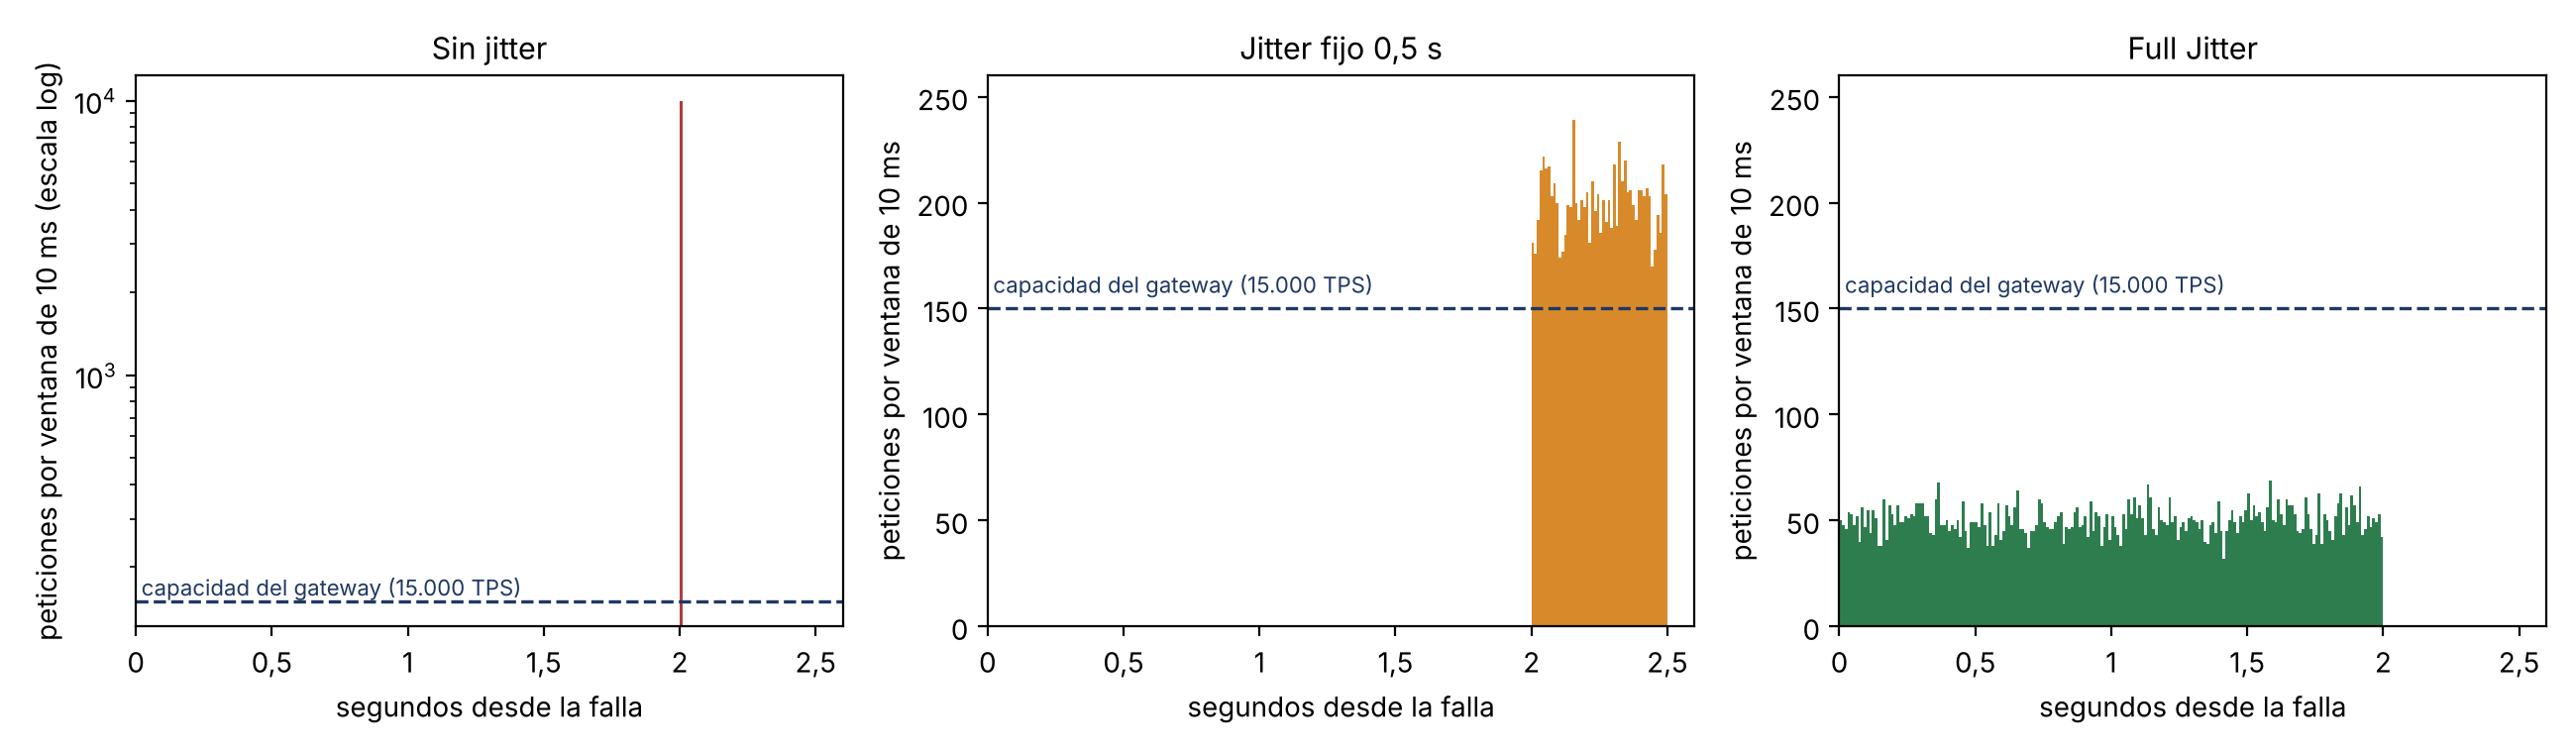 Sin jitter
peticiones por ventana de 10 ms (escala log)
10⁴
10³
capacidad del gateway (15.000 TPS)
0 0,5 1 1,5 2 2,5
segundos desde la falla
Jitter fijo 0,5 s
peticiones por ventana de 10 ms
250
200
150
100
50
0
capacidad del gateway (15.000 TPS)
0 0,5 1 1,5 2 2,5
segundos desde la falla
Full Jitter
peticiones por ventana de 10 ms
250
200
150
100
50
0
capacidad del gateway (15.000 TPS)
0 0,5 1 1,5 2 2,5
segundos desde la falla